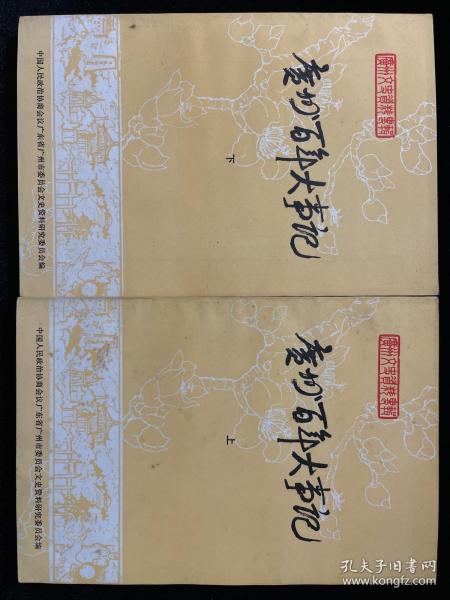 廣州文史資料專輯
广州百年大事记
下
中国人民政治协商会议广东省广州市委员会文史资料研究委员会编
廣州文史資料專輯
广州百年大事记
上
中国人民政治协商会议广东省广州市委员会文史资料研究委员会编
孔夫子旧书网
www.kongfz.com